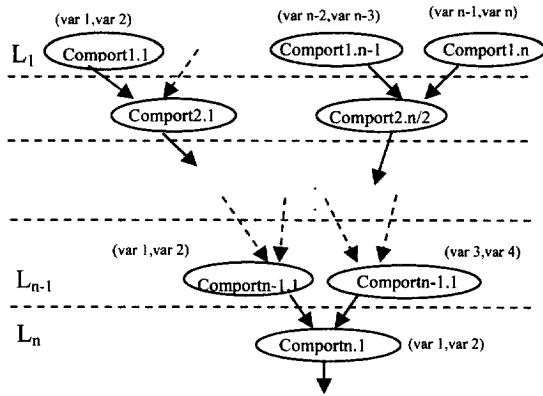 (var 1,var 2)
(var n-2,var n-3)
(var n-1,var n)
L1
Comport1.1
Comport1.n-1
Comport1.n
Comport2.1
Comport2.n/2
(var 1,var 2)
(var 3,var 4)
Ln-1
Comportn-1.1
Comportn-1.1
Ln
Comportn.1
(var 1,var 2)